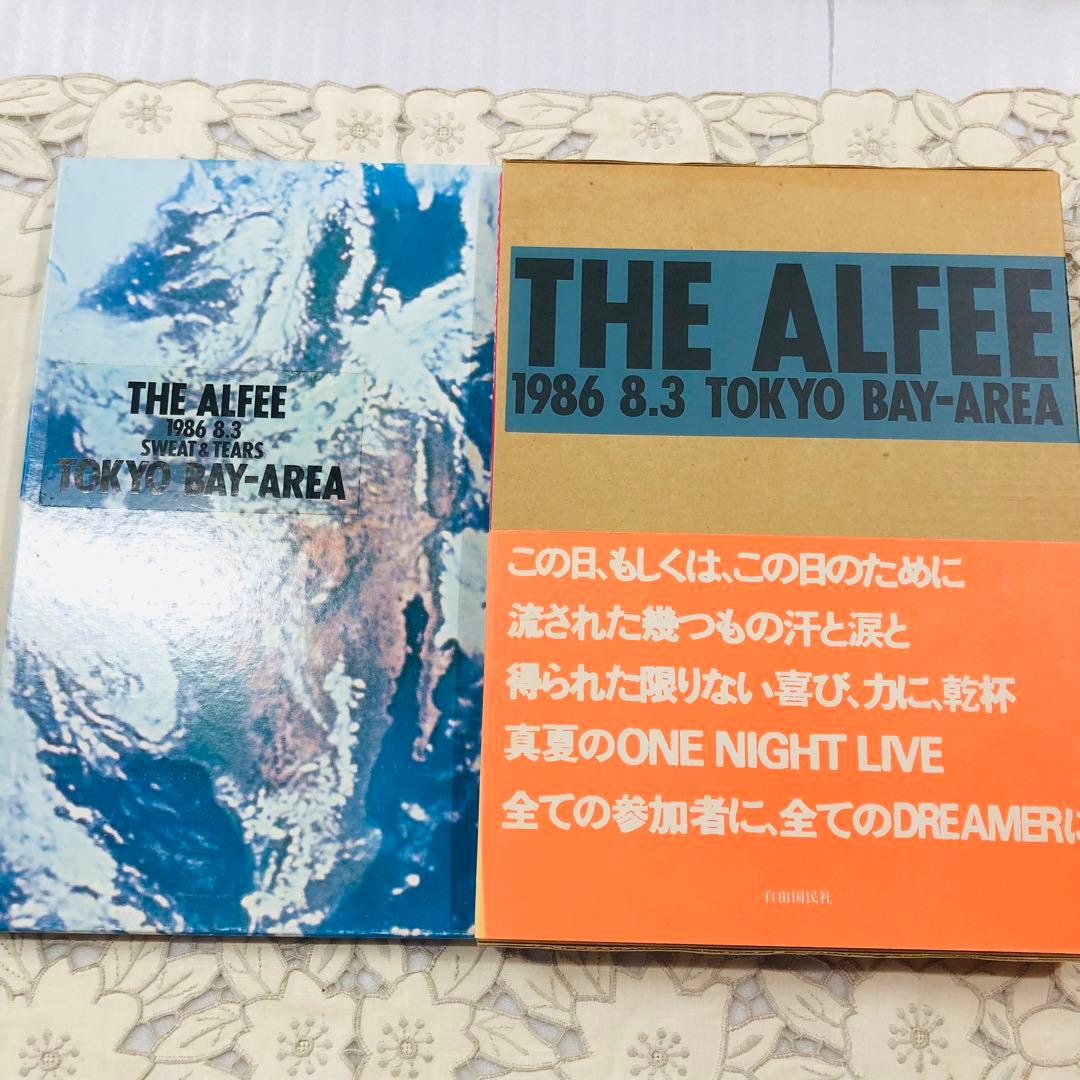 THE ALFEE
1986 8.3
SWEAT & TEARS
TOKYO BAY-AREA
THE ALFEE
1986 8.3 TOKYO BAY-AREA
この日、もしくは、この日のために
流された幾つもの汗と涙と
得られた限りない喜び、力に、乾杯
真夏のONE NIGHT LIVE
全ての参加者に、全てのDREAMERに
自由国民社